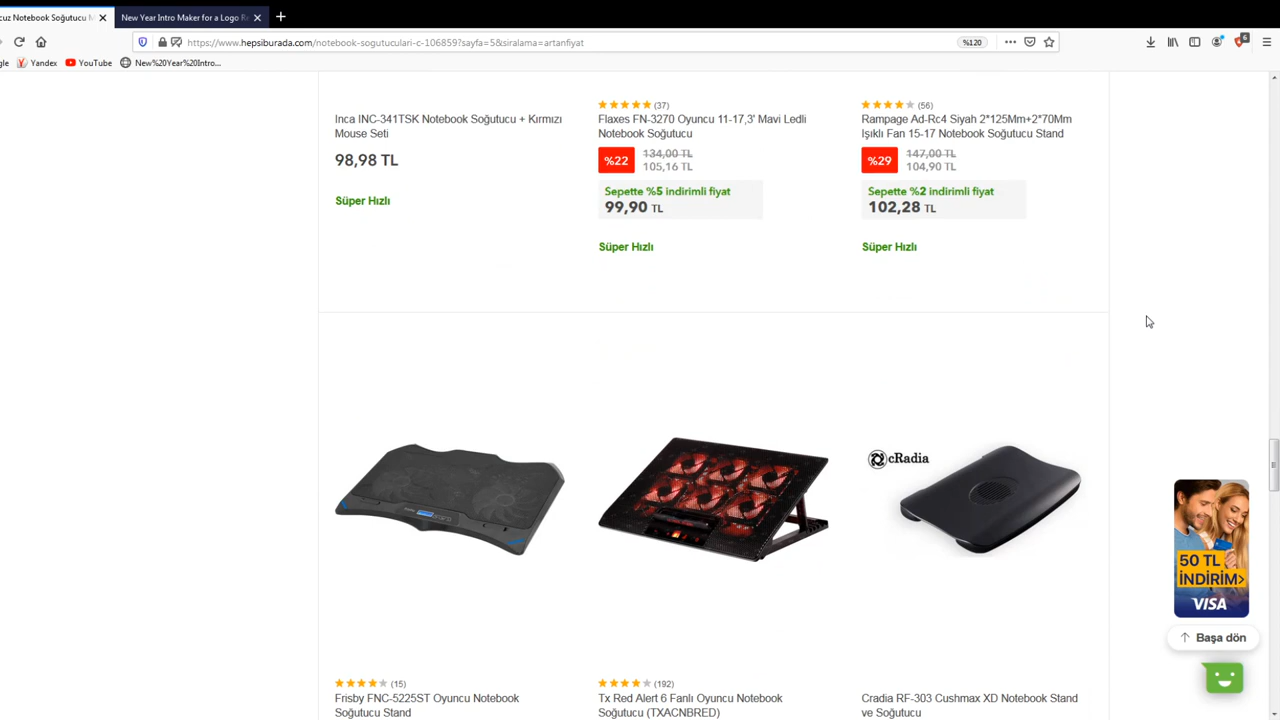 cuz Notebook Soğutucu M
New Year Intro Maker for a Logo R
https://www.hepsiburada.com/notebook-sogutuculari-c-106859?sayfa=5&siralama=artanfiyat
%120
6
gle
Yandex
YouTube
New%20Year%20Intro...
Inca INC-341TSK Notebook Soğutucu + Kırmızı
Mouse Seti
98,98 TL
Süper Hızlı
(37)
Flaxes FN-3270 Oyuncu 11-17,3' Mavi Ledli
Notebook Soğutucu
%22
134,00 TL
105,16 TL
Sepette %5 indirimli fiyat
99,90 TL
Süper Hızlı
(56)
Rampage Ad-Rc4 Siyah 2*125Mm+2*70Mm
Işıklı Fan 15-17 Notebook Soğutucu Stand
%29
147,00 TL
104,90 TL
Sepette %2 indirimli fiyat
102,28 TL
Süper Hızlı
cRadia
(15)
Frisby FNC-5225ST Oyuncu Notebook
Soğutucu Stand
(192)
Tx Red Alert 6 Fanlı Oyuncu Notebook
Soğutucu (TXACNBRED)
Cradia RF-303 Cushmax XD Notebook Stand
ve Soğutucu
50 TL
İNDİRİM>
VISA
Başa dön